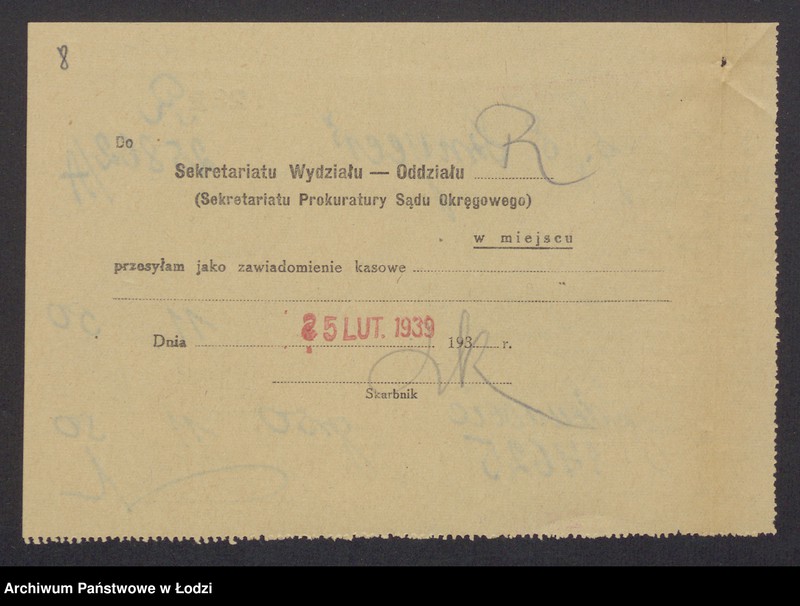 8
Do
Sekretariatu Wydziału — Oddziału R
(Sekretariatu Prokuratury Sądu Okręgowego)
w miejscu
przesyłam jako zawiadomienie kasowe
Dnia 25 LUT. 1939 193 r.
Skarbnik
Archiwum Państwowe w Łodzi